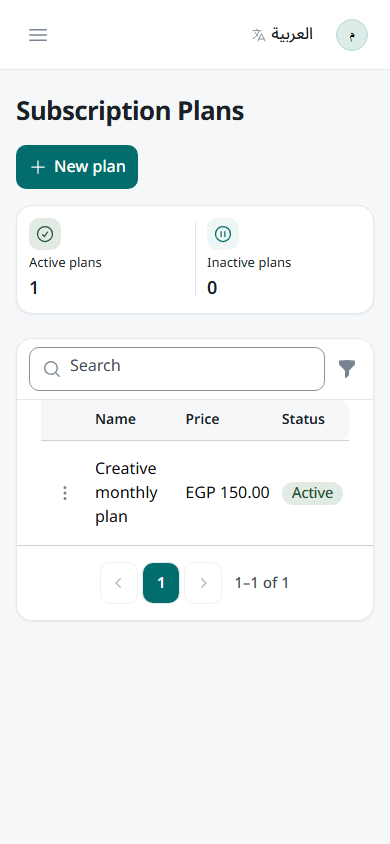 العربية
م
Subscription Plans
New plan
Active plans
1
Inactive plans
0
Search
Name Price Status
Creative monthly plan EGP 150.00 Active
1 1–1 of 1